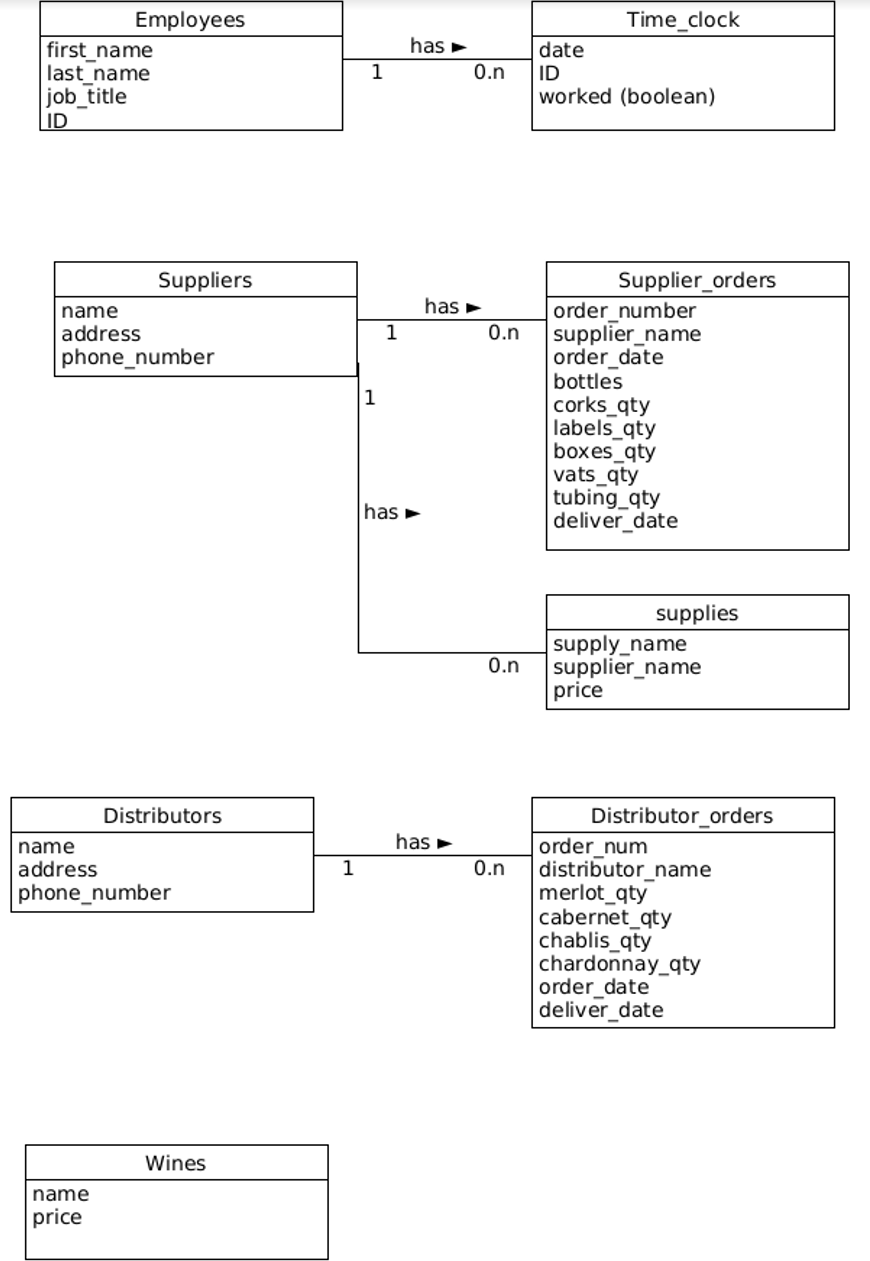 Employees
first_name
last_name
job_title
ID
has ►
1
0.n
Time_clock
date
ID
worked (boolean)
Suppliers
name
address
phone_number
has ►
1
0.n
Supplier_orders
order_number
supplier_name
order_date
bottles
corks_qty
labels_qty
boxes_qty
vats_qty
tubing_qty
deliver_date
1
has ►
0.n
supplies
supply_name
supplier_name
price
Distributors
name
address
phone_number
has ►
1
0.n
Distributor_orders
order_num
distributor_name
merlot_qty
cabernet_qty
chablis_qty
chardonnay_qty
order_date
deliver_date
Wines
name
price